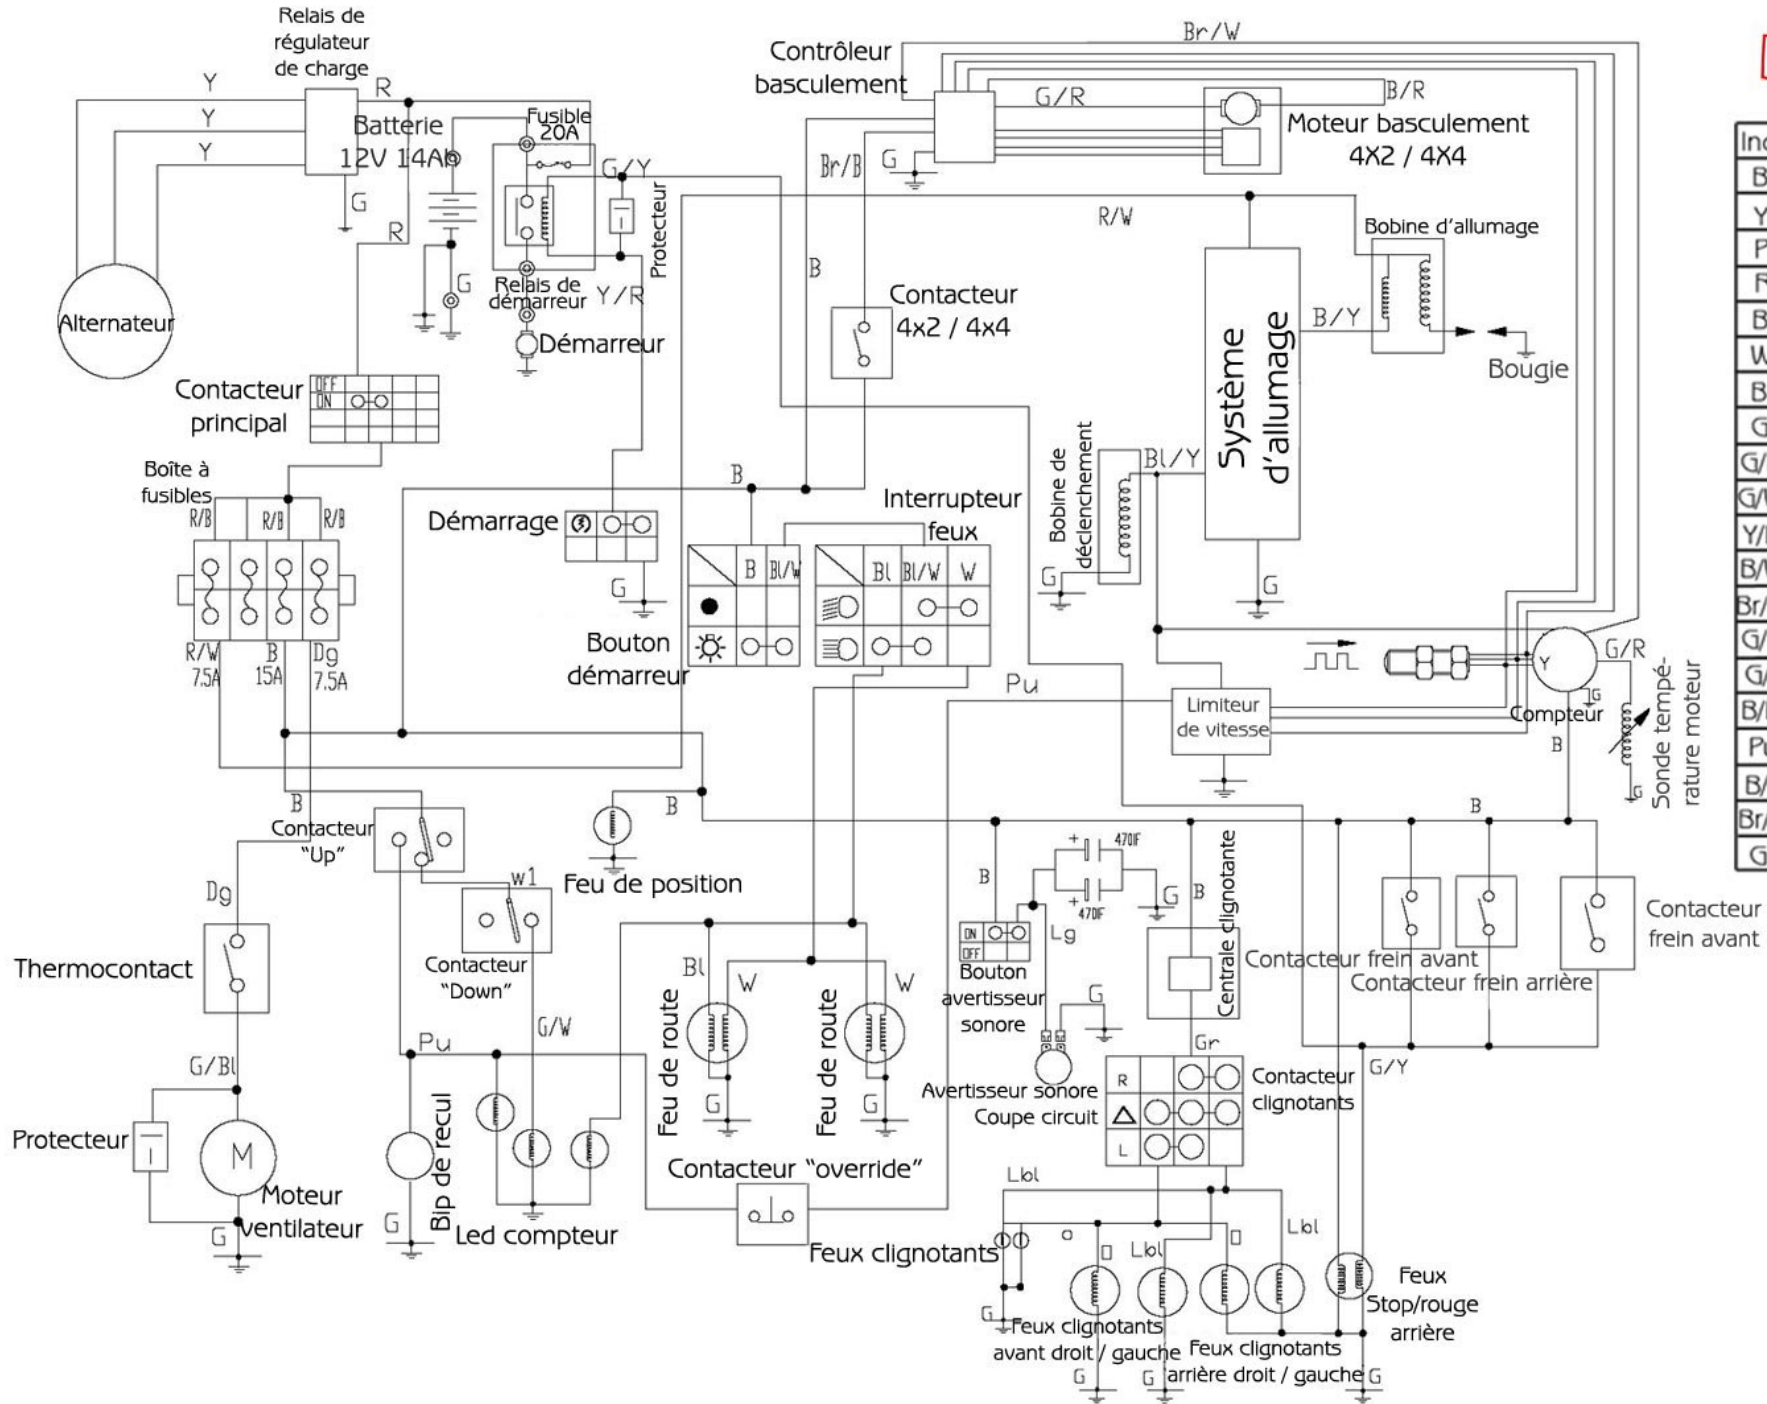 Relais de
régulateur
de charge
Y
Y
Y
R
Batterie
12V 14Ah
Fusible
20A
G
R
G
G/Y
Protecteur
Relais de
démarreur
Y/R
Démarreur
Alternateur
Contrôleur
basculement
Br/W
G/R
B/R
Moteur basculement
4X2 / 4X4
G
Br/B
R/W
B
Contacteur
4x2 / 4x4
Bobine d'allumage
B/Y
Bougie
Système
d'allumage
Contacteur
principal
OFF
ON
Boîte à
fusibles
R/B
R/B
R/B
R/W
7.5A
B
15A
Dg
7.5A
Démarrage
G
B
Interrupteur
feux
B
Bl/W
Bl
Bl/W
W
Bouton
démarreur
Bobine de
déclenchement
Bl/Y
G
G
Pu
Limiteur
de vitesse
Y
G/R
G
Compteur
B
Sonde tempé-
rature moteur
G
B
Contacteur
"Up"
B
Feu de position
w1
Contacteur
"Down"
Dg
Thermocontact
G/Bl
Protecteur
M
Moteur
ventilateur
G
Pu
G/W
Bip de recul
G
Led compteur
Bl
W
W
Feu de route
Feu de route
G
G
Contacteur "override"
B
ON
OFF
Bouton
avertisseur
sonore
+
470IF
+
470IF
G
Lg
G
Avertisseur sonore
B
Centrale clignotante
Gr
B
Contacteur frein avant
Contacteur frein arrière
Contacteur
frein avant
G/Y
Coupe circuit
R
L
Contacteur
clignotants
Lbl
Feux clignotants
G
Lbl
Lbl
Feux clignotants
avant droit / gauche
Feux clignotants
arrière droit / gauche
G
G
G
Feux
Stop/rouge
arrière